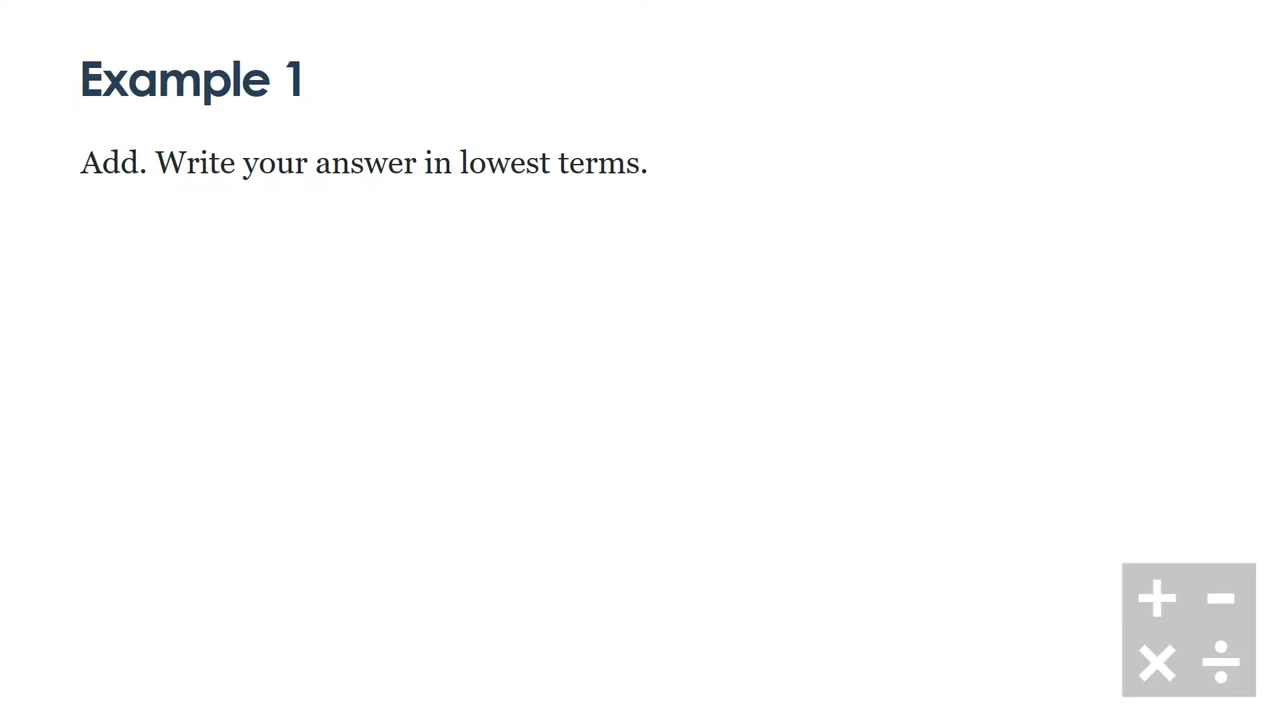 Example 1
Add. Write your answer in lowest terms.
+ -
× ÷